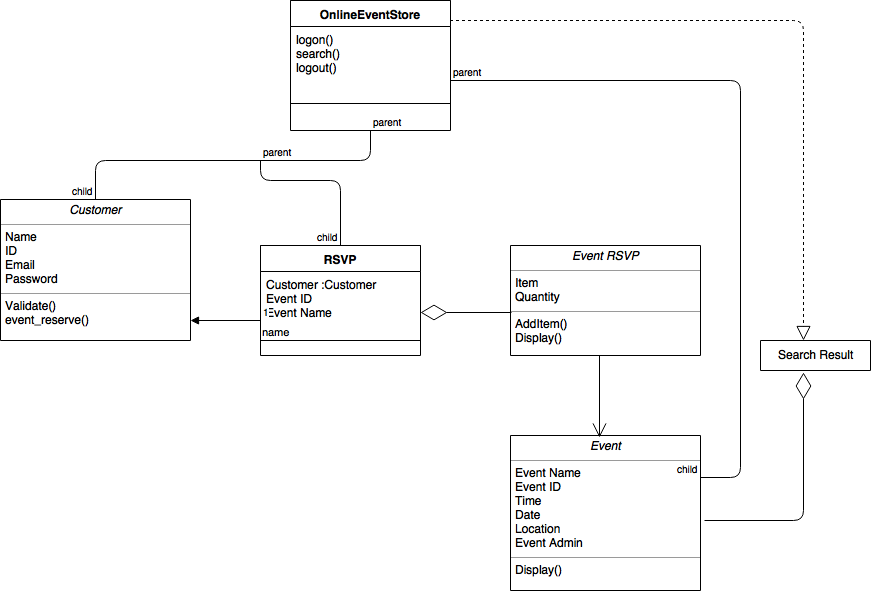 OnlineEventStore
logon()
search()
logout()
parent
parent
parent
child
Customer
Name
ID
Email
Password
Validate()
event_reserve()
child
RSVP
Customer :Customer
Event ID
1
Event Name
name
Event RSVP
Item
Quantity
AddItem()
Display()
Search Result
Event
child
Event Name
Event ID
Time
Date
Location
Event Admin
Display()